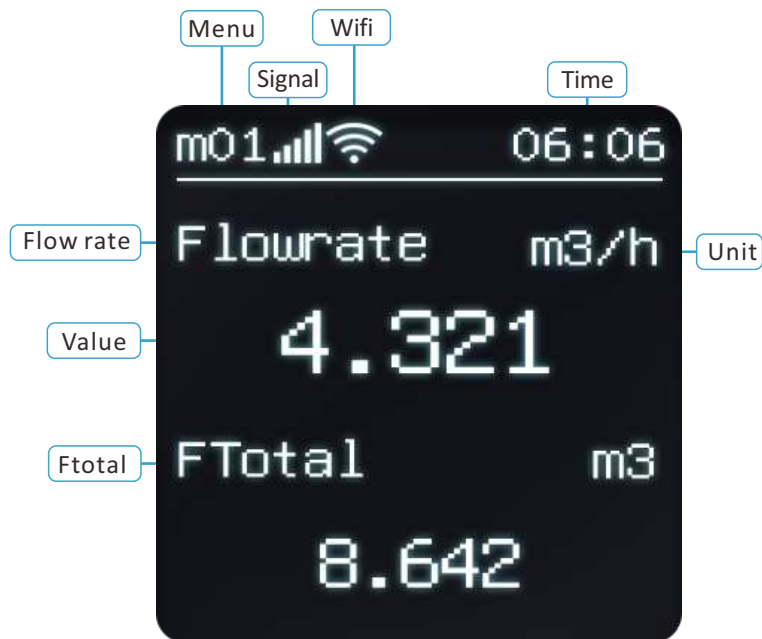 Menu
Wifi
Signal
Time
m01
06:06
Flow rate
Flowrate
m3/h
Unit
Value
4.321
Ftotal
FTotal
m3
8.642